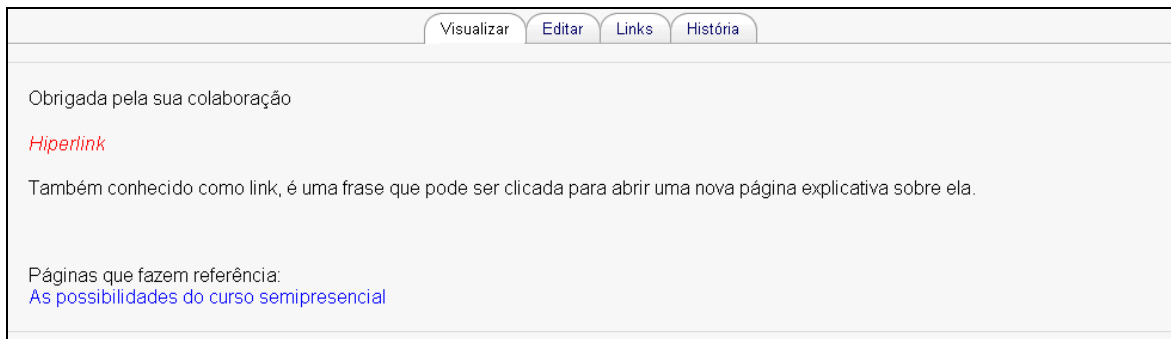 Visualizar Editar Links História
Obrigada pela sua colaboração
Hiperlink
Também conhecido como link, é uma frase que pode ser clicada para abrir uma nova página explicativa sobre ela.
Páginas que fazem referência:
As possibilidades do curso semipresencial